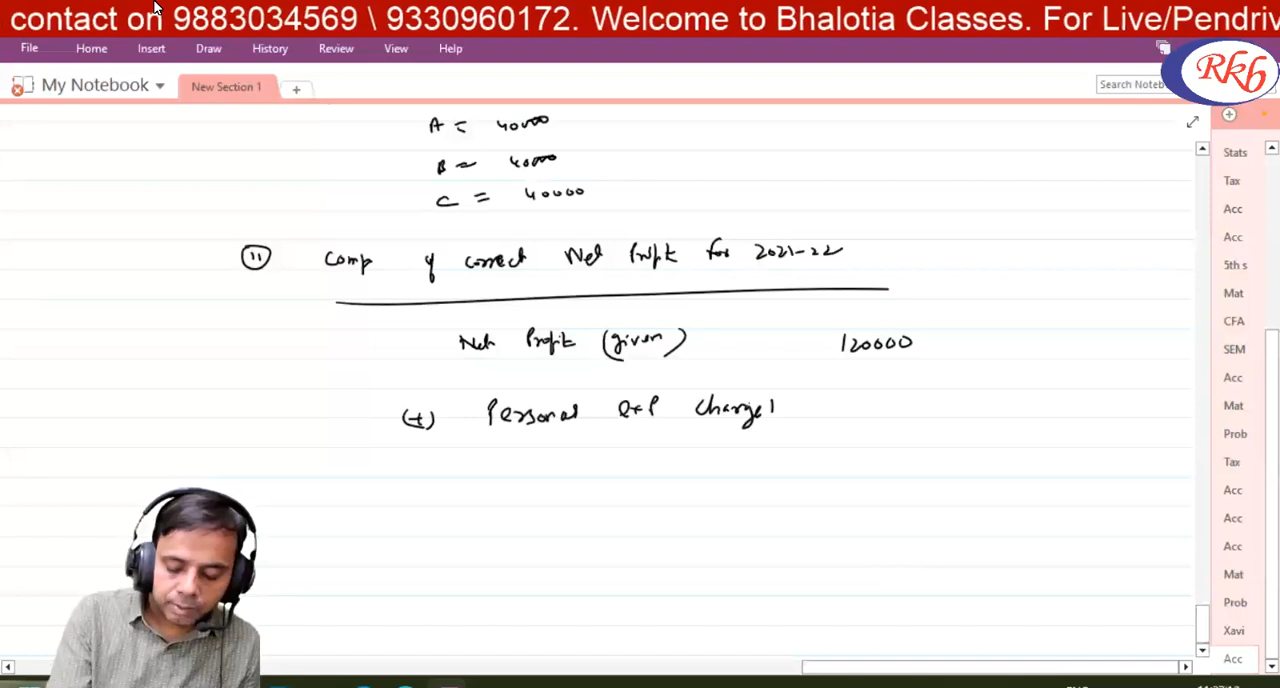 contact on 9883034569 \ 9330960172. Welcome to Bhalotia Classes. For Live/Pendriv
File Home Insert Draw History Review View Help
Rkb
My Notebook New Section 1 + Search Noteb
A = 40000
B = 40000
C = 40000
(11) Comp of correct Net Profit for 2021-22
Net Profit (given) 120000
(+) Personal exp charge
Stats
Tax
Acc
Acc
5th s
Mat
CFA
SEM
Acc
Mat
Prob
Tax
Acc
Acc
Acc
Mat
Prob
Xavi
Acc